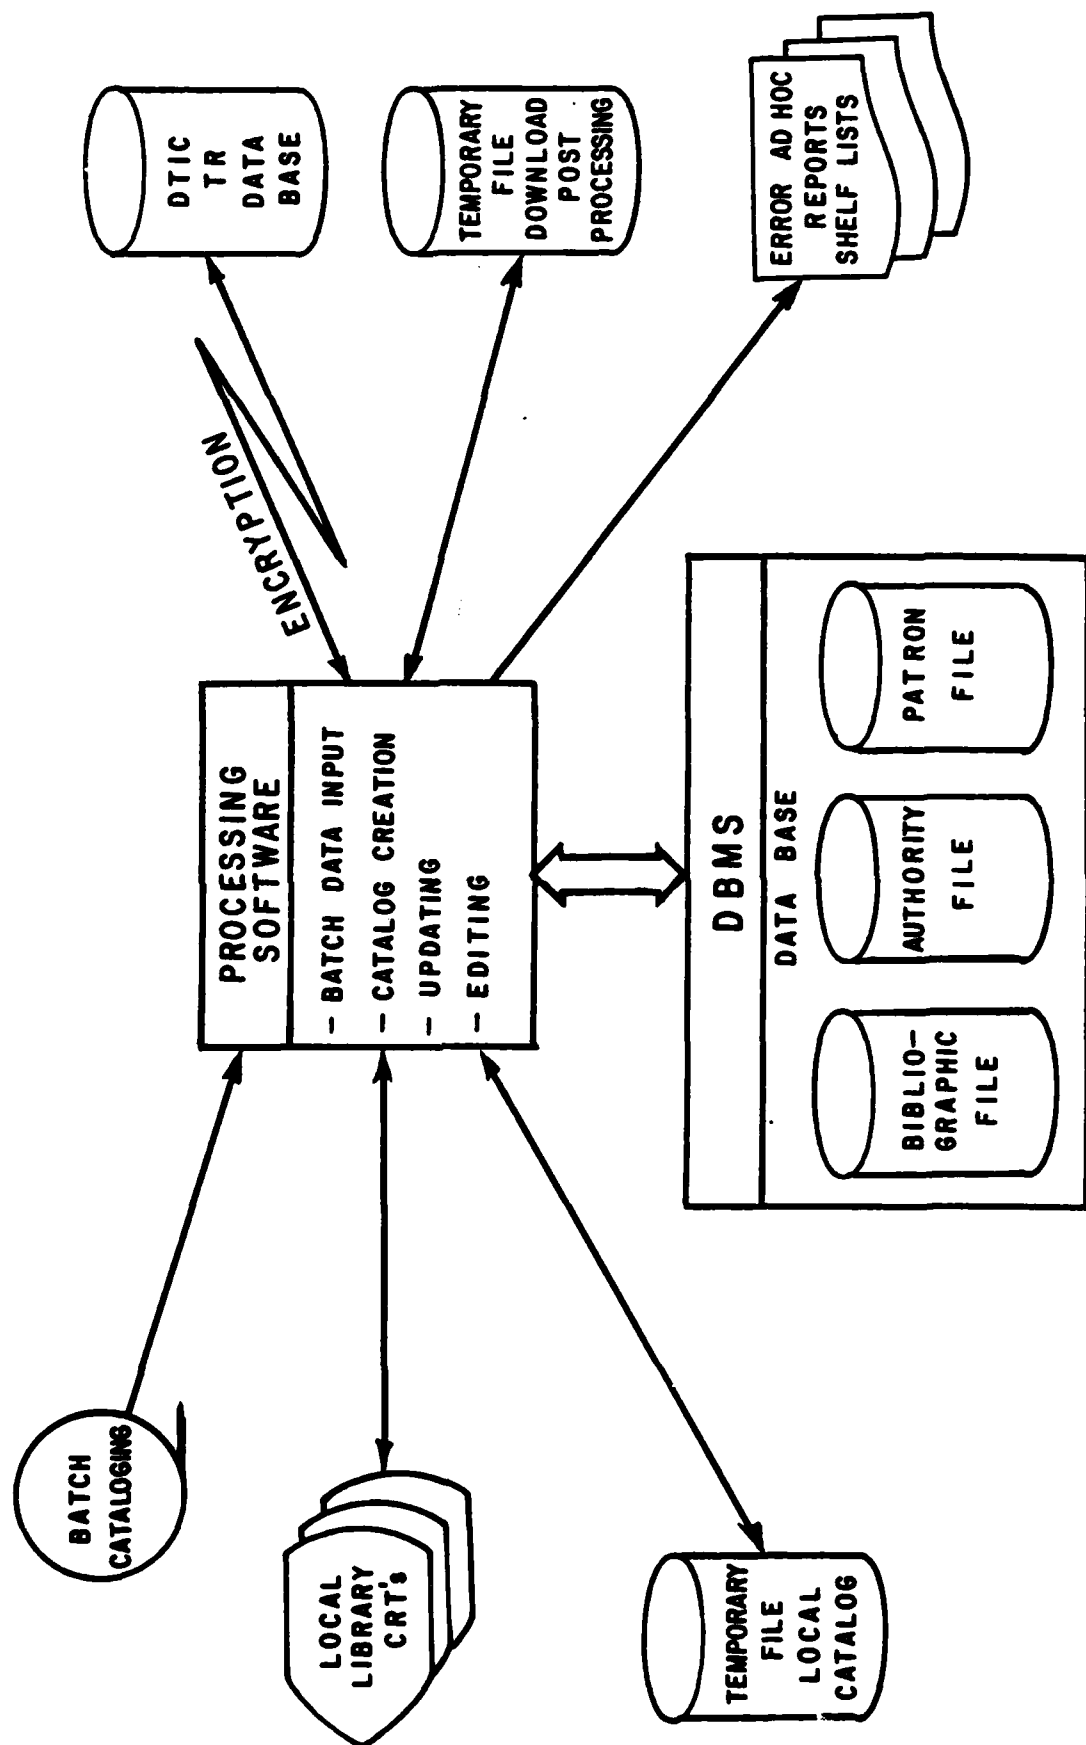 BATCH
CATALOGING
LOCAL
LIBRARY
CRT's
TEMPORARY
FILE
LOCAL
CATALOG
PROCESSING
SOFTWARE
- BATCH DATA INPUT
- CATALOG CREATION
- UPDATING
- EDITING
ENCRYPTION
DTIC
TR
DATA
BASE
TEMPORARY
FILE
DOWNLOAD
POST
PROCESSING
ERROR AD HOC
REPORTS
SHELF LISTS
DBMS
DATA BASE
BIBLIO-
GRAPHIC
FILE
AUTHORITY
FILE
PATRON
FILE